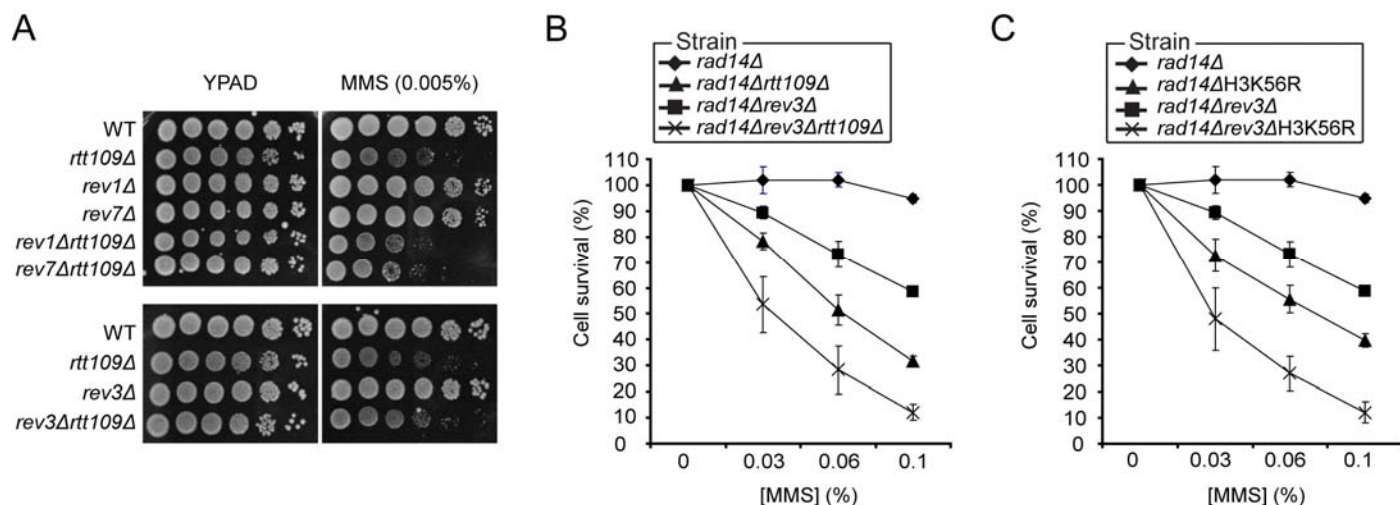 A
YPAD
MMS (0.005%)
WT
rtt109Δ
rev1Δ
rev7Δ
rev1Δrtt109Δ
rev7Δrtt109Δ
WT
rtt109Δ
rev3Δ
rev3Δrtt109Δ
B
Strain
rad14Δ
rad14Δrtt109Δ
rad14Δrev3Δ
rad14Δrev3Δrtt109Δ
Cell survival (%)
110
100
90
80
70
60
50
40
30
20
10
0
0 0.03 0.06 0.1
[MMS] (%)
C
Strain
rad14Δ
rad14ΔH3K56R
rad14Δrev3Δ
rad14Δrev3ΔH3K56R
Cell survival (%)
110
100
90
80
70
60
50
40
30
20
10
0
0 0.03 0.06 0.1
[MMS] (%)